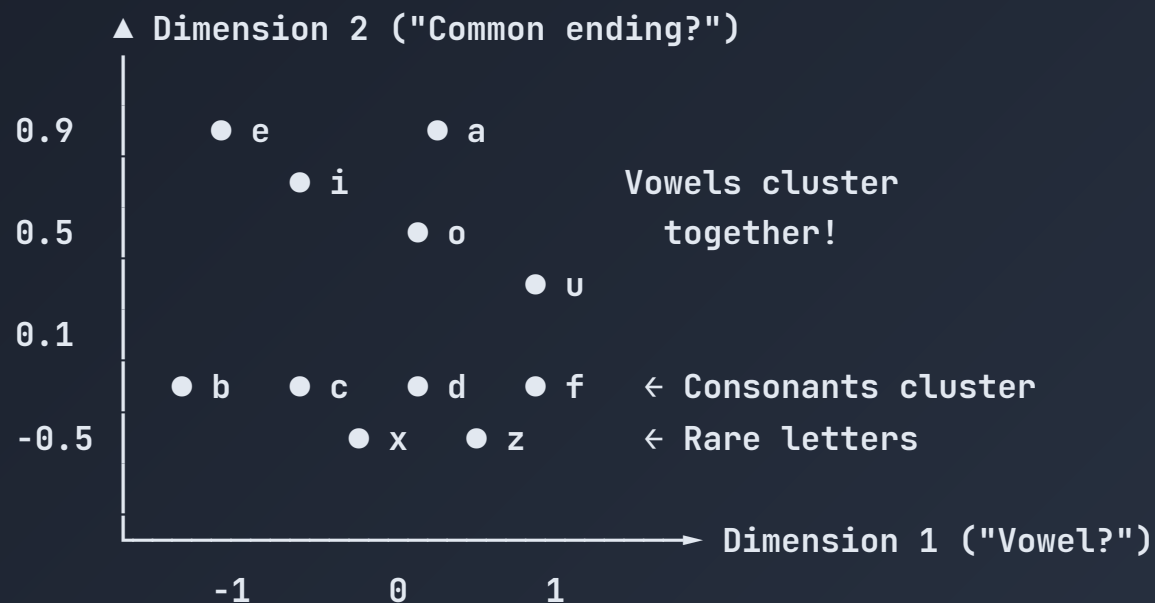 ▲ Dimension 2 ("Common ending?")
0.9 ● e ● a
● i Vowels cluster
0.5 ● o together!
● u
0.1
● b ● c ● d ● f ← Consonants cluster
-0.5 ● x ● z ← Rare letters
Dimension 1 ("Vowel?")
-1 0 1